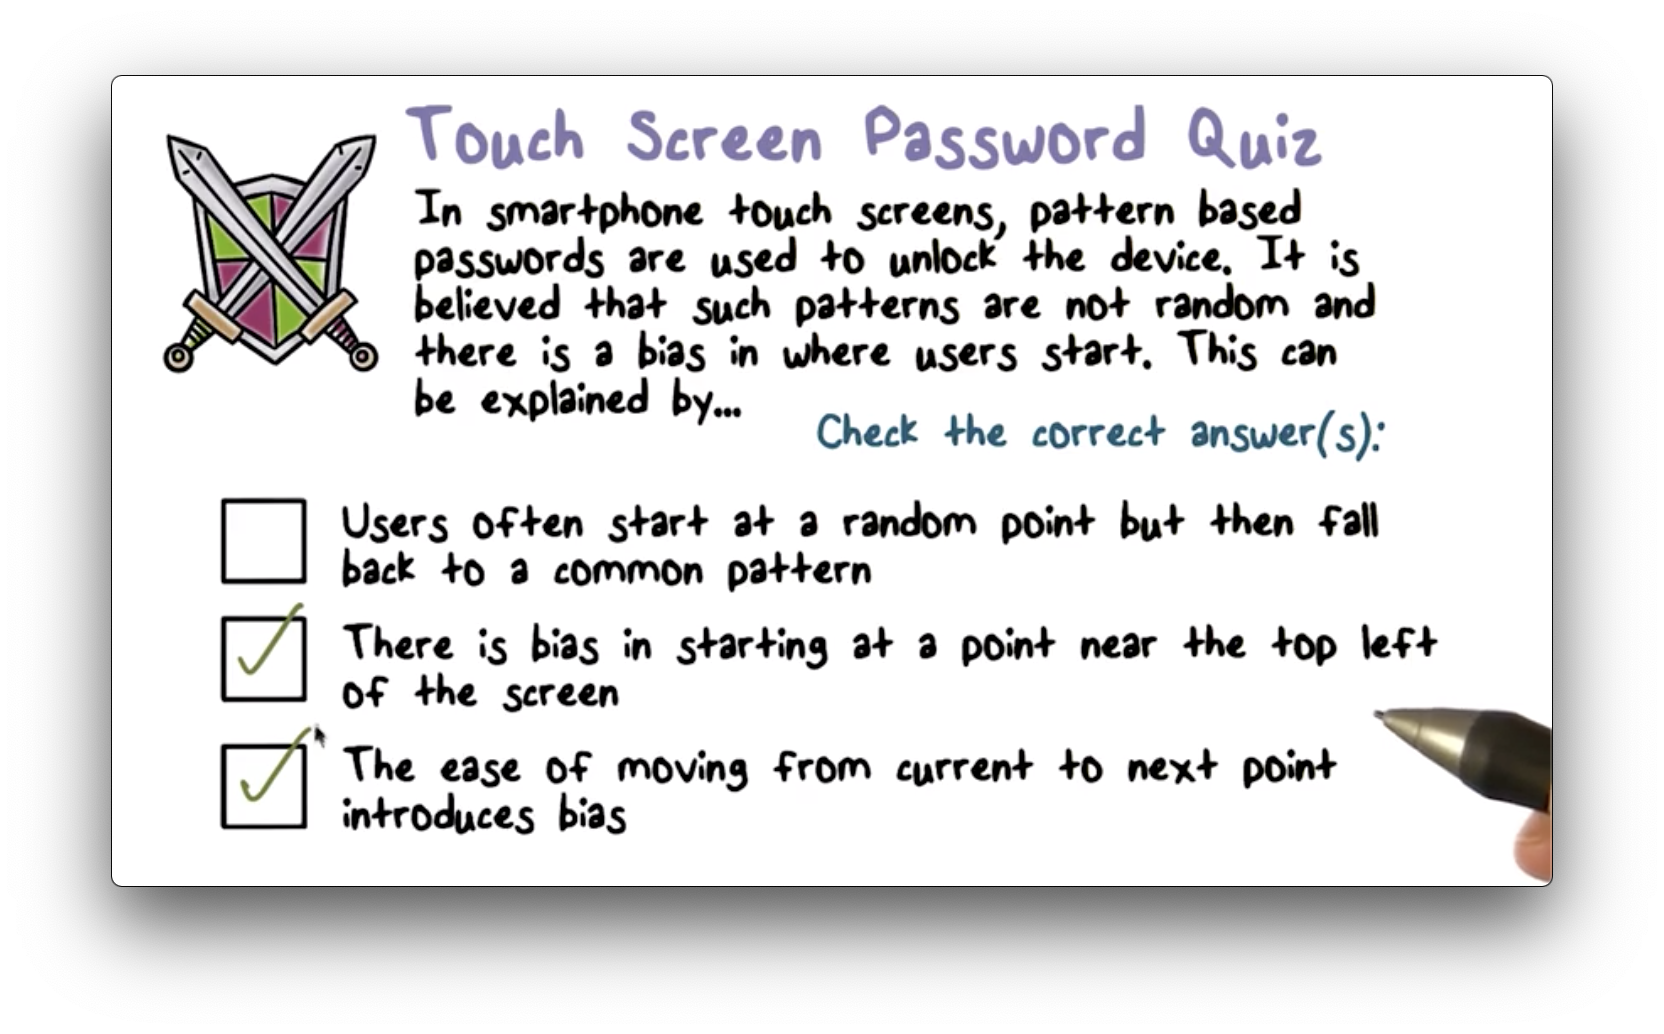 Touch Screen Password Quiz
In smartphone touch screens, pattern based
passwords are used to unlock the device. It is
believed that such patterns are not random and
there is a bias in where users start. This can
be explained by...
Check the correct answer(s):
Users often start at a random point but then fall
back to a common pattern
There is bias in starting at a point near the top left
of the screen
The ease of moving from current to next point
introduces bias